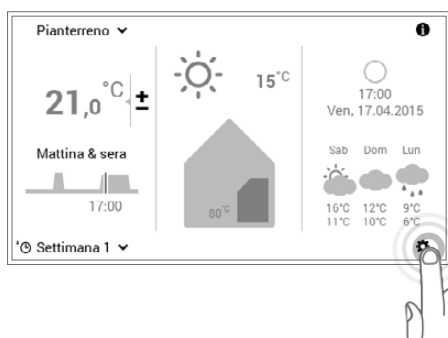 Pianterreno
21,0 °C ±
15 °C
17:00
Ven, 17.04.2015
Mattina & sera
17:00
80 °C
Sab Dom Lun
16°C 12°C 9°C
11°C 10°C 6°C
Settimana 1